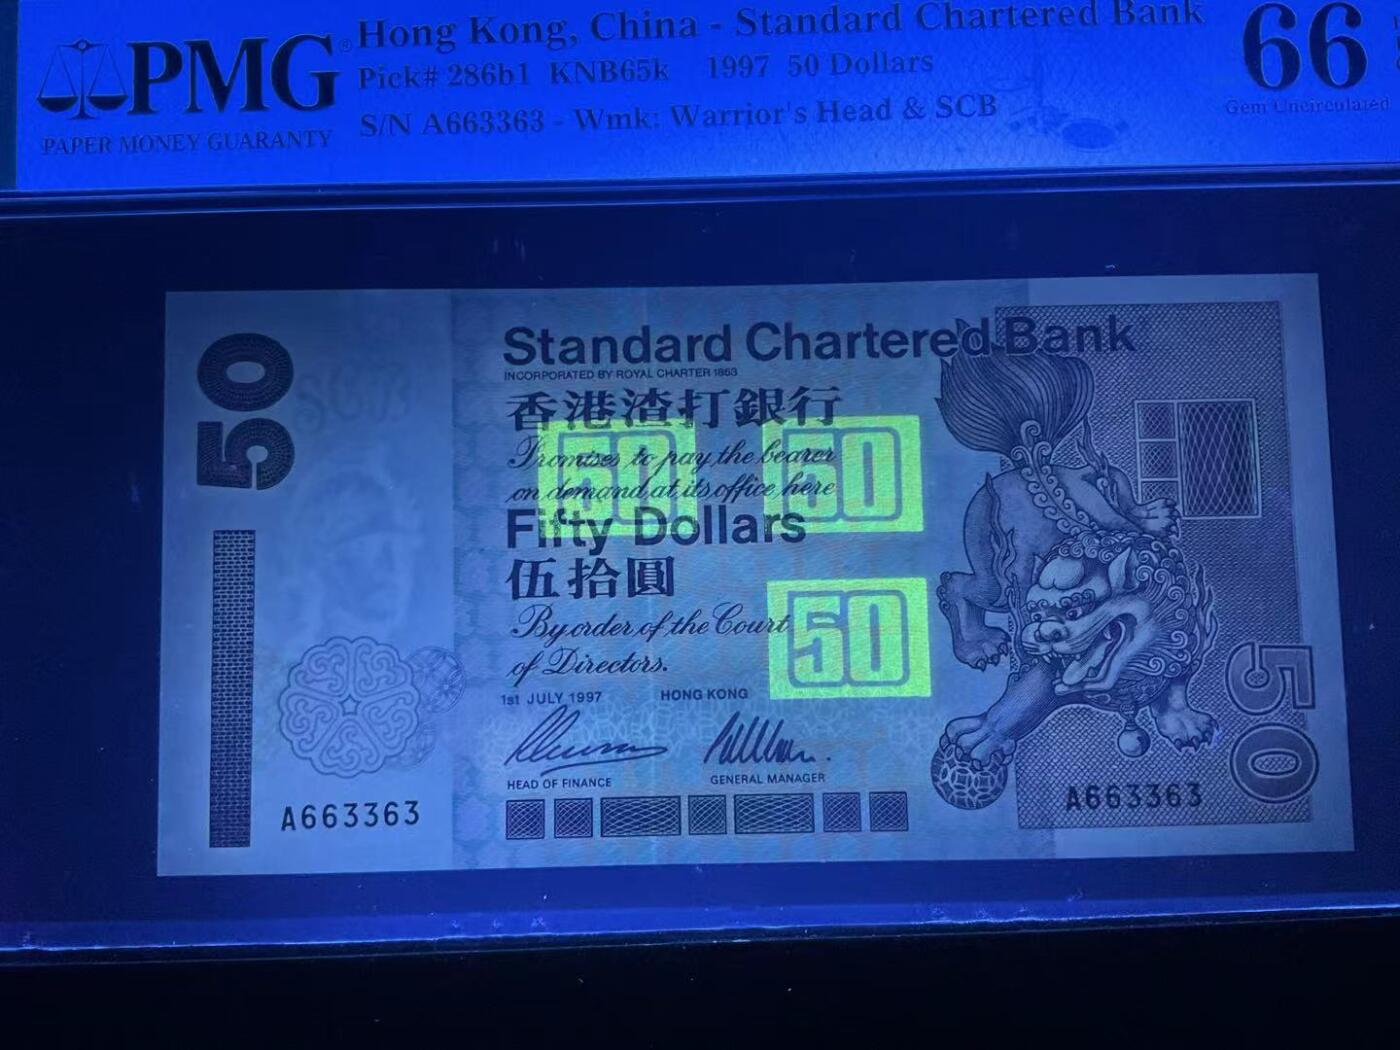 PMG®
PAPER MONEY GUARANTY
Hong Kong, China - Standard Chartered Bank
Pick# 286b1 KNB65k 1997 50 Dollars
S/N A663363 - Wmk: Warrior's Head & SCB
66
Gem Uncirculated
50
SCB
Standard Chartered Bank
INCORPORATED BY ROYAL CHARTER 1853
香港渣打銀行
50
50
Promises to pay the bearer
on demand at its office here
Fifty Dollars
伍拾圓
50
By order of the Court
of Directors.
1st JULY 1997 HONG KONG
HEAD OF FINANCE
GENERAL MANAGER
A663363
A663363
50